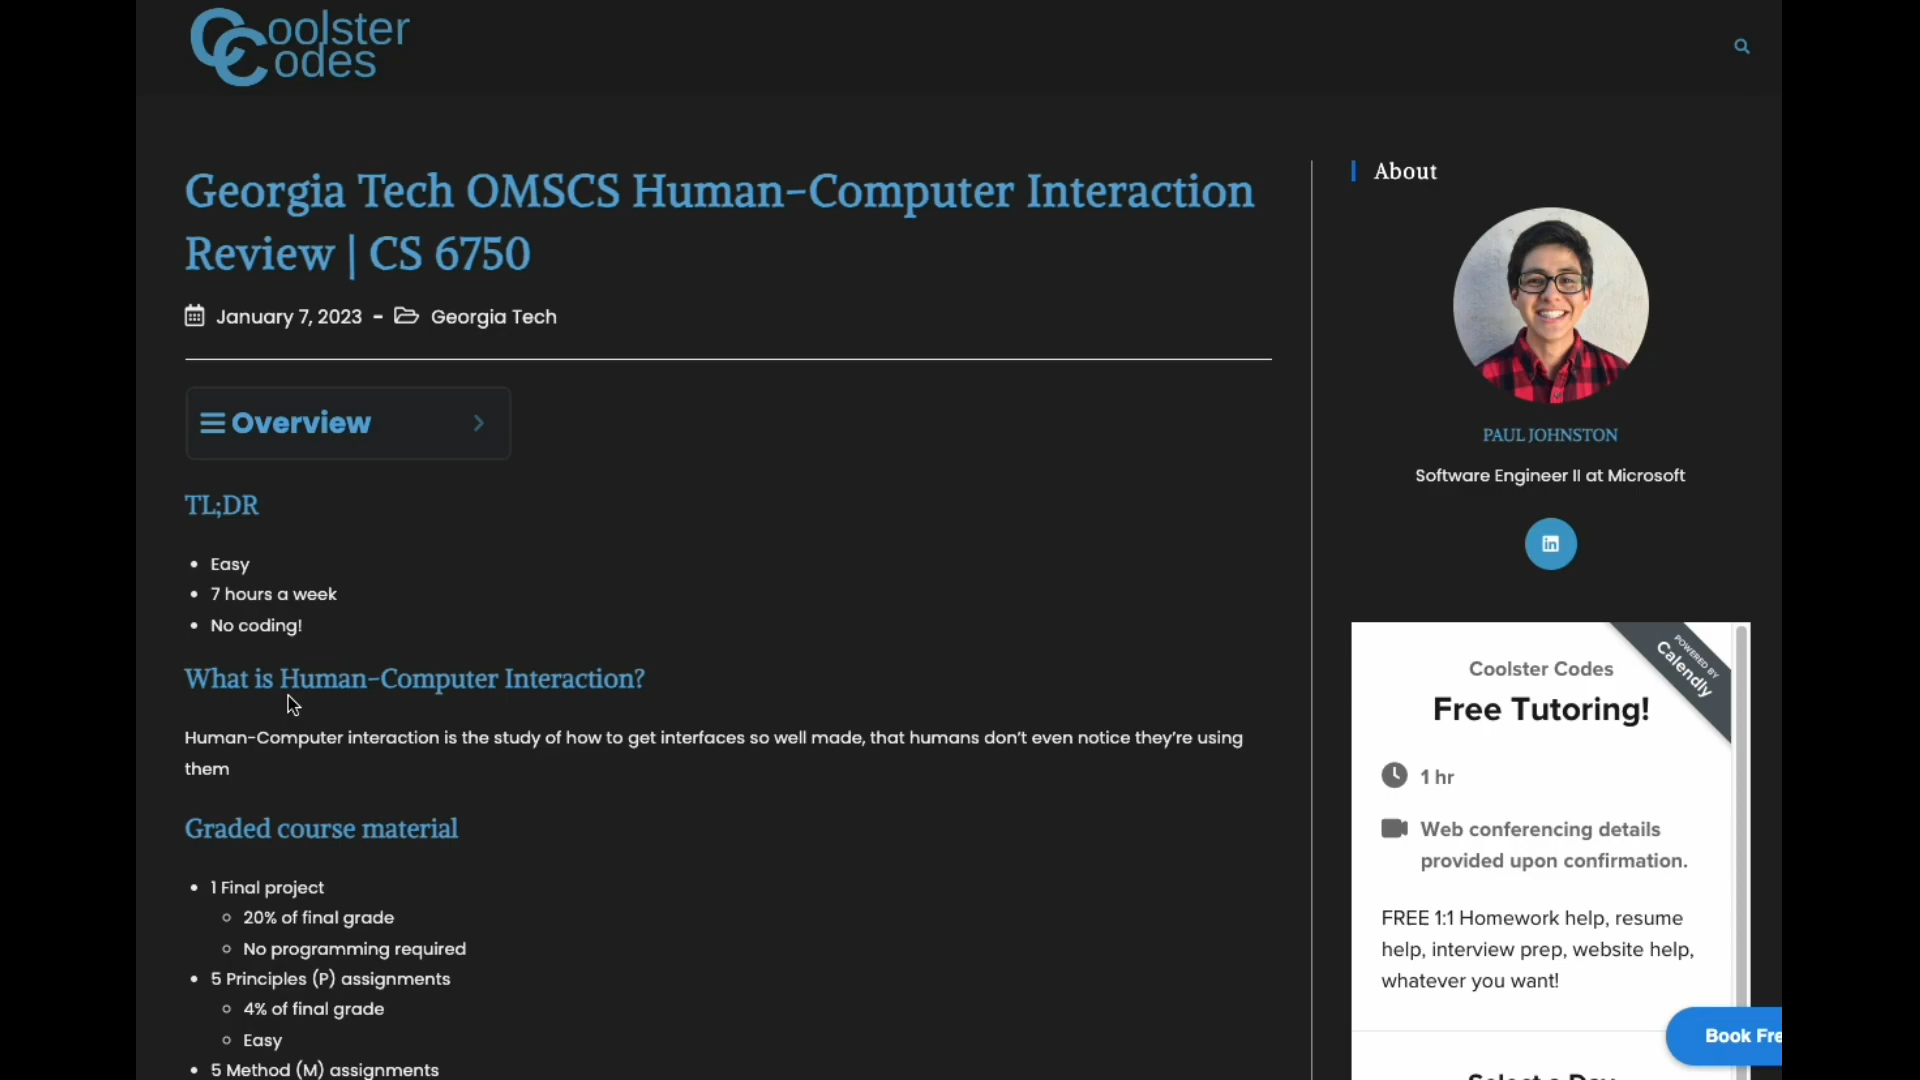 Coolster
Codes
Georgia Tech OMSCS Human-Computer Interaction
Review | CS 6750
January 7, 2023 - Georgia Tech
Overview
TL;DR
Easy
7 hours a week
No coding!
What is Human-Computer Interaction?
Human-Computer interaction is the study of how to get interfaces so well made, that humans don't even notice they're using
them
Graded course material
1 Final project
20% of final grade
No programming required
5 Principles (P) assignments
4% of final grade
Easy
5 Method (M) assignments
About
PAUL JOHNSTON
Software Engineer II at Microsoft
in
POWERED BY
Calendly
Coolster Codes
Free Tutoring!
1 hr
Web conferencing details
provided upon confirmation.
FREE 1:1 Homework help, resume
help, interview prep, website help,
whatever you want!
Book Fre
Select a Day